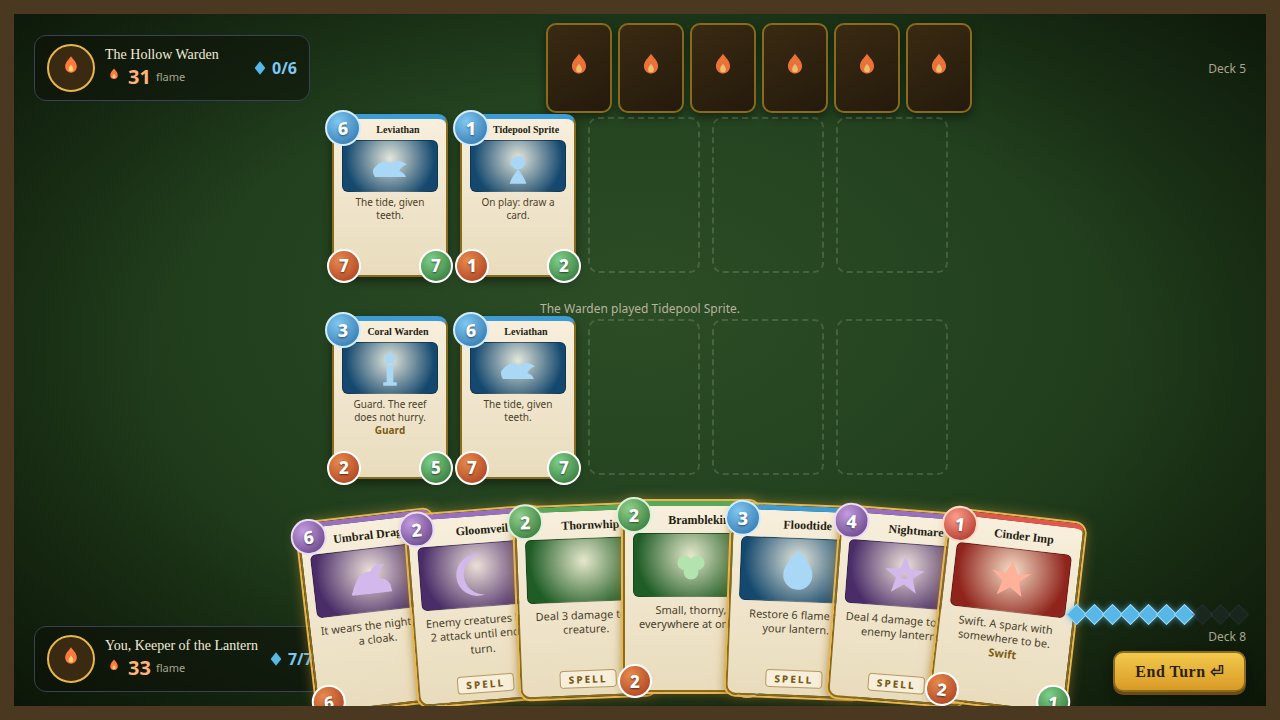 The Hollow Warden
31 flame
0/6
Deck 5
6
Leviathan
The tide, given
teeth.
7
7
1
Tidepool Sprite
On play: draw a
card.
1
2
The Warden played Tidepool Sprite.
3
Coral Warden
Guard. The reef
does not hurry.
Guard
2
5
6
Leviathan
The tide, given
teeth.
7
7
6
Umbral
It wears the night
a cloak.
6
2
Gloomveil
Enemy creatures
2 attack until end
turn.
SPELL
2
Thornwhip
Deal 3 damage
creature.
SPELL
2
Small, thorny,
everywhere at
2
3
Floodtide
Restore 6 flame
your lantern.
SPELL
4
Nightmare
Deal 4 damage to
enemy
SPELL
1
Cinder Imp
Swift. A spark with
somewhere to be.
Swift
2
1
You, Keeper of the Lantern
33 flame
7/7
Deck 8
End Turn ⏎